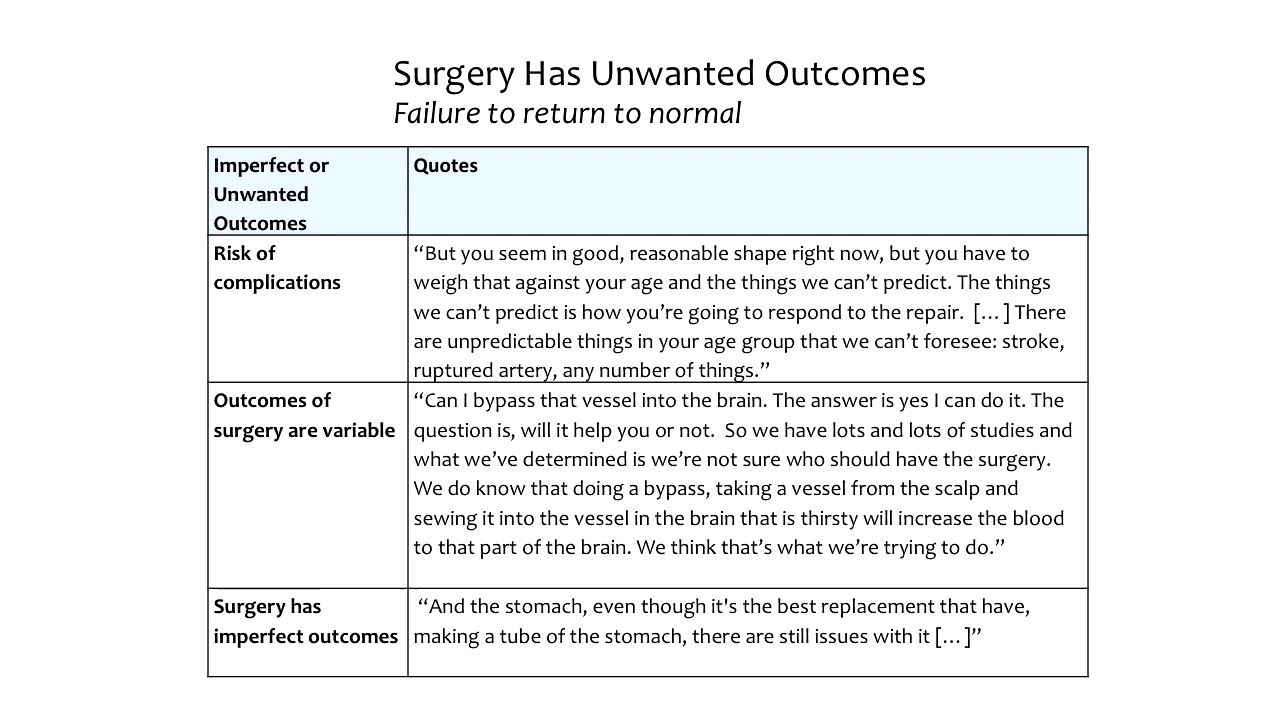 Surgery Has Unwanted Outcomes
Failure to return to normal
Imperfect or
Unwanted
Outcomes
Quotes
Risk of
complications
“But you seem in good, reasonable shape right now, but you have to
weigh that against your age and the things we can’t predict. The things
we can’t predict is how you’re going to respond to the repair.  […] There
are unpredictable things in your age group that we can’t foresee: stroke,
ruptured artery, any number of things.”
Outcomes of
surgery are variable
“Can I bypass that vessel into the brain. The answer is yes I can do it. The
question is, will it help you or not.  So we have lots and lots of studies and
what we’ve determined is we’re not sure who should have the surgery.
We do know that doing a bypass, taking a vessel from the scalp and
sewing it into the vessel in the brain that is thirsty will increase the blood
to that part of the brain. We think that’s what we’re trying to do.”
Surgery has
imperfect outcomes
“And the stomach, even though it's the best replacement that have,
making a tube of the stomach, there are still issues with it […]”